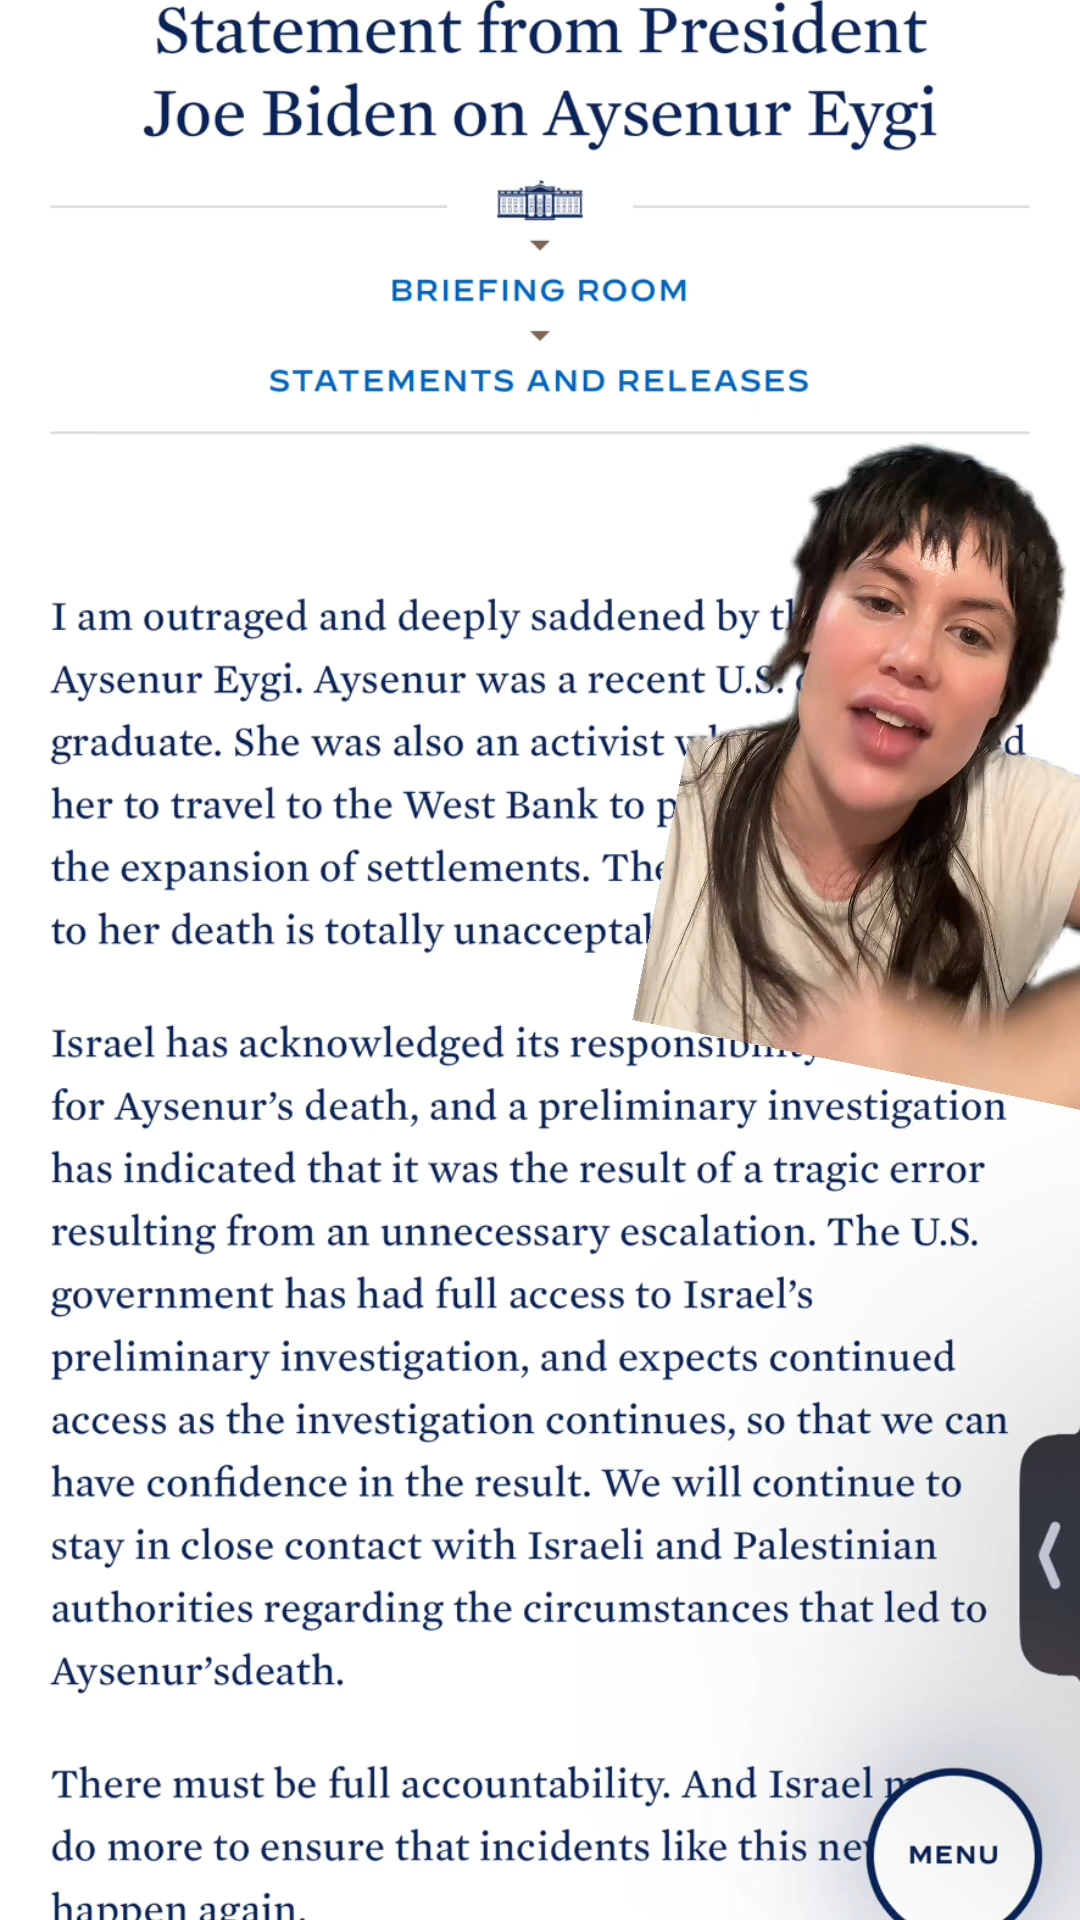 Statement from President
Joe Biden on Aysenur Eygi
BRIEFING ROOM
STATEMENTS AND RELEASES
I am outraged and deeply saddened by
Aysenur Eygi. Aysenur was a recent U.S.
graduate. She was also an activist
her to travel to the West Bank to
the expansion of settlements.
to her death is totally
Israel has acknowledged its
for Aysenur’s death, and a preliminary investigation
has indicated that it was the result of a tragic error
resulting from an unnecessary escalation. The U.S.
government has had full access to Israel’s
preliminary investigation, and expects continued
access as the investigation continues, so that we can
have confidence in the result. We will continue to
stay in close contact with Israeli and Palestinian
authorities regarding the circumstances that led to
Aysenur’sdeath.
There must be full accountability. And Israel
do more to ensure that incidents like this
happen again.
MENU